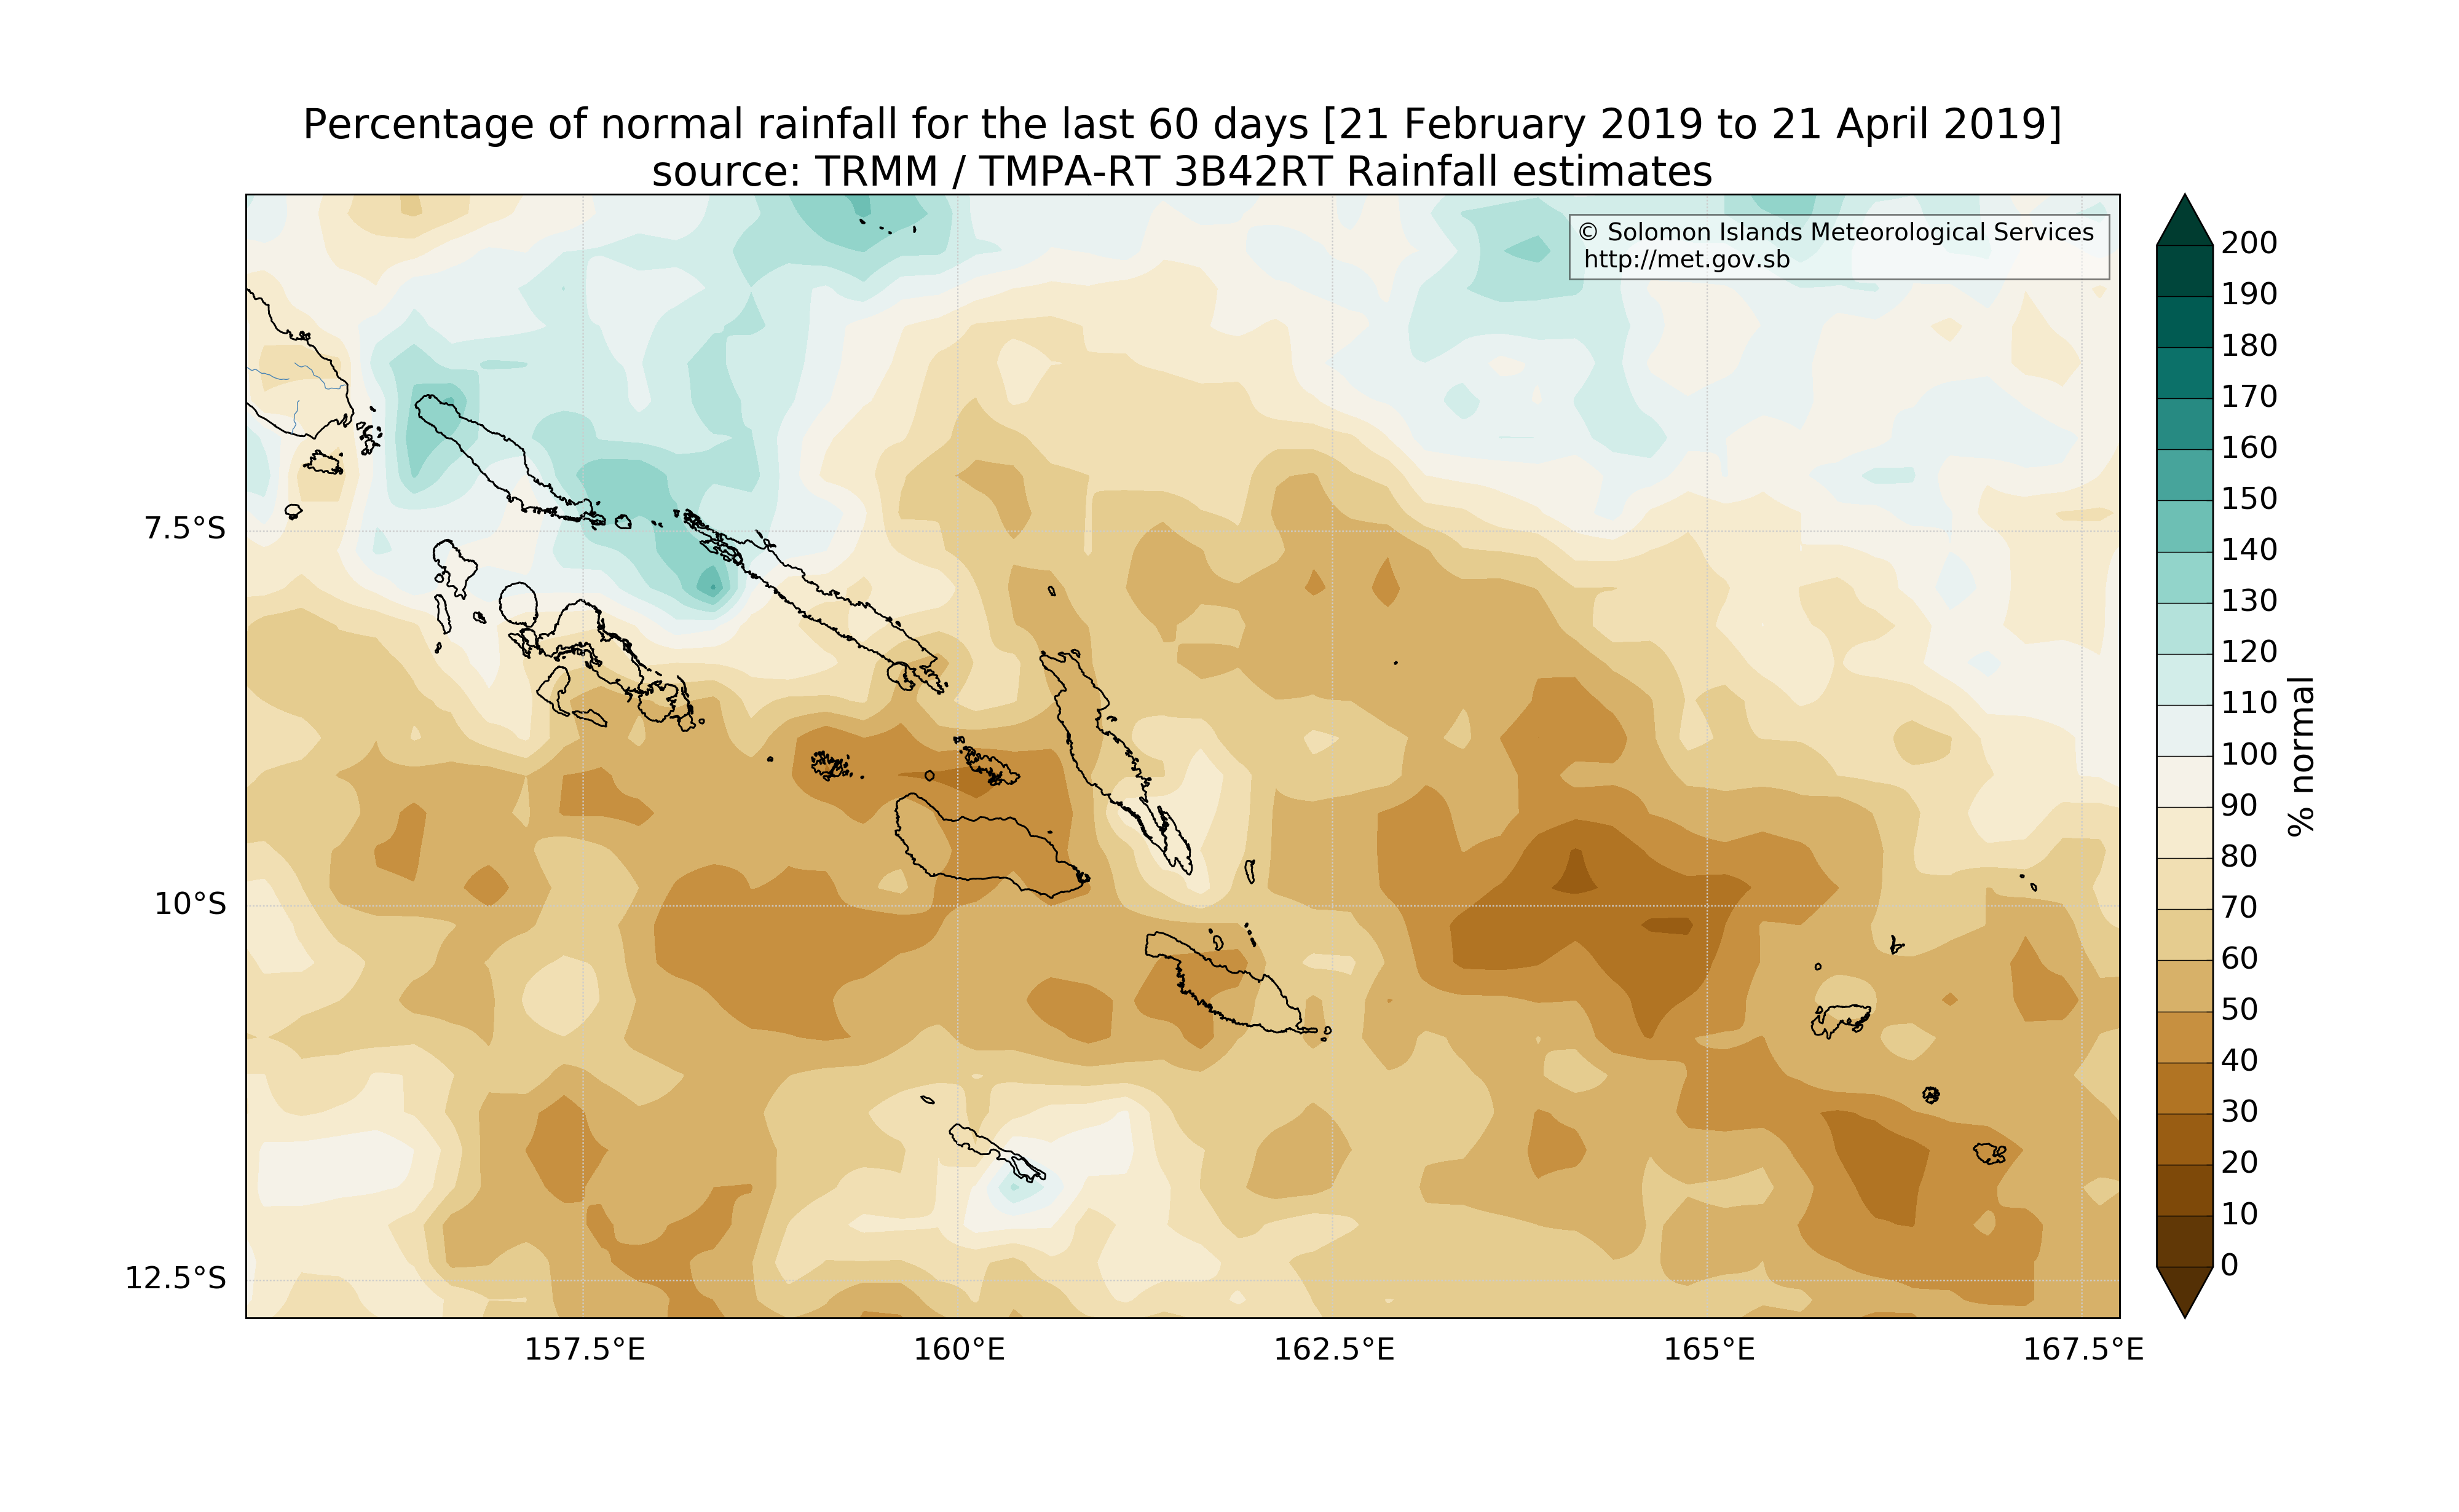 Percentage of normal rainfall for the last 60 days [21 February 2019 to 21 April 2019]
source: TRMM / TMPA-RT 3B42RT Rainfall estimates
© Solomon Islands Meteorological Services
http://met.gov.sb
7.5°S
10°S
12.5°S
157.5°E
160°E
162.5°E
165°E
167.5°E
200
190
180
170
160
150
140
130
120
110
100
90
80
70
60
50
40
30
20
10
0
% normal